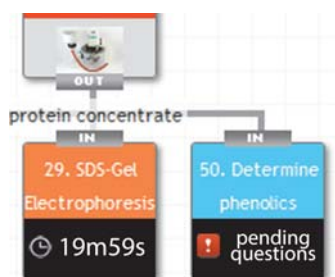 OUT
protein concentrate
IN
IN
29. SDS-Gel
Electrophoresis
50. Determine
phenolics
19m59s
! pending
questions